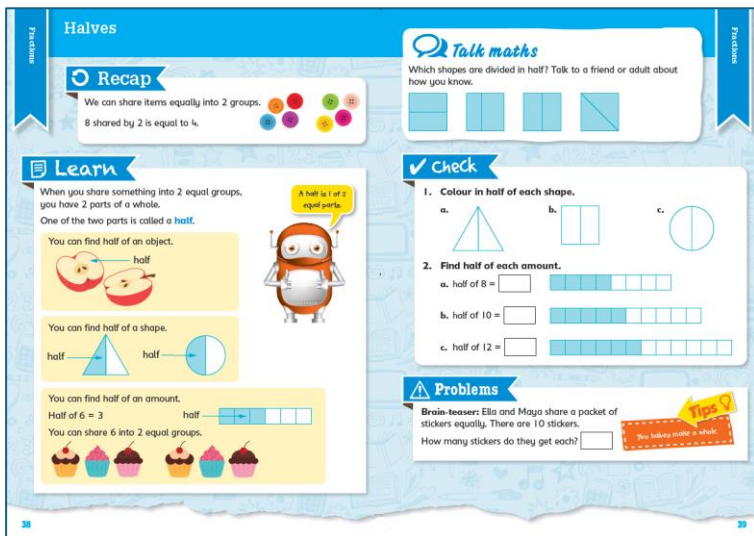 Fractions
Halves
Recap
We can share items equally into 2 groups.
8 shared by 2 is equal to 4.
Learn
When you share something into 2 equal groups,
you have 2 parts of a whole.
One of the two parts is called a half.
A half is 1 of 2
equal parts.
You can find half of an object.
half
You can find half of a shape.
half
half
You can find half of an amount.
Half of 6 = 3
half
You can share 6 into 2 equal groups.
38
Fractions
Talk maths
Which shapes are divided in half? Talk to a friend or adult about
how you know.
Check
1. Colour in half of each shape.
a.
b.
c.
2. Find half of each amount.
a. half of 8 =
b. half of 10 =
c. half of 12 =
Problems
Brain-teaser: Ella and Maya share a packet of
stickers equally. There are 10 stickers.
How many stickers do they get each?
Tips
Two halves make a whole.
39